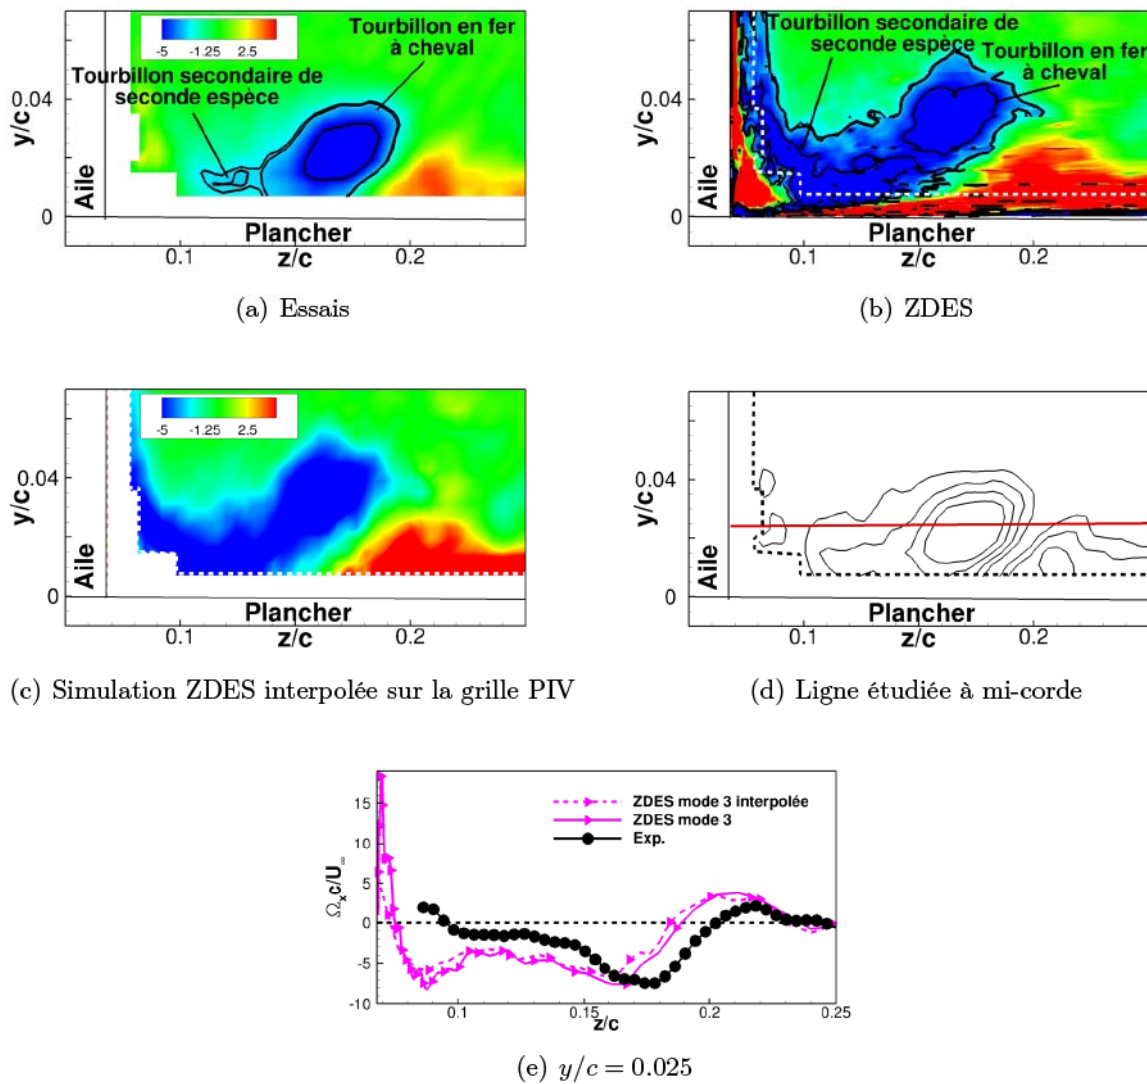 -5 -1.25 2.5
Tourbillon en fer
à cheval
Tourbillon secondaire de
seconde espèce
y/c
0.04
0
Aile
Plancher
0.1
z/c
0.2
(a) Essais
Tourbillon secondaire de
seconde espèce
Tourbillon en fer
à cheval
y/c
0.04
0
Aile
Plancher
0.1
z/c
0.2
(b) ZDES
-5 -1.25 2.5
y/c
0.04
0
Aile
Plancher
0.1
z/c
0.2
(c) Simulation ZDES interpolée sur la grille PIV
y/c
0.04
0
Aile
Plancher
0.1
z/c
0.2
(d) Ligne étudiée à mi-corde
ZDES mode 3 interpolée
ZDES mode 3
Exp.
Ωₓc/U∞
15
10
5
0
-5
-10
0.1
0.15
0.2
0.25
z/c
(e) y/c = 0.025